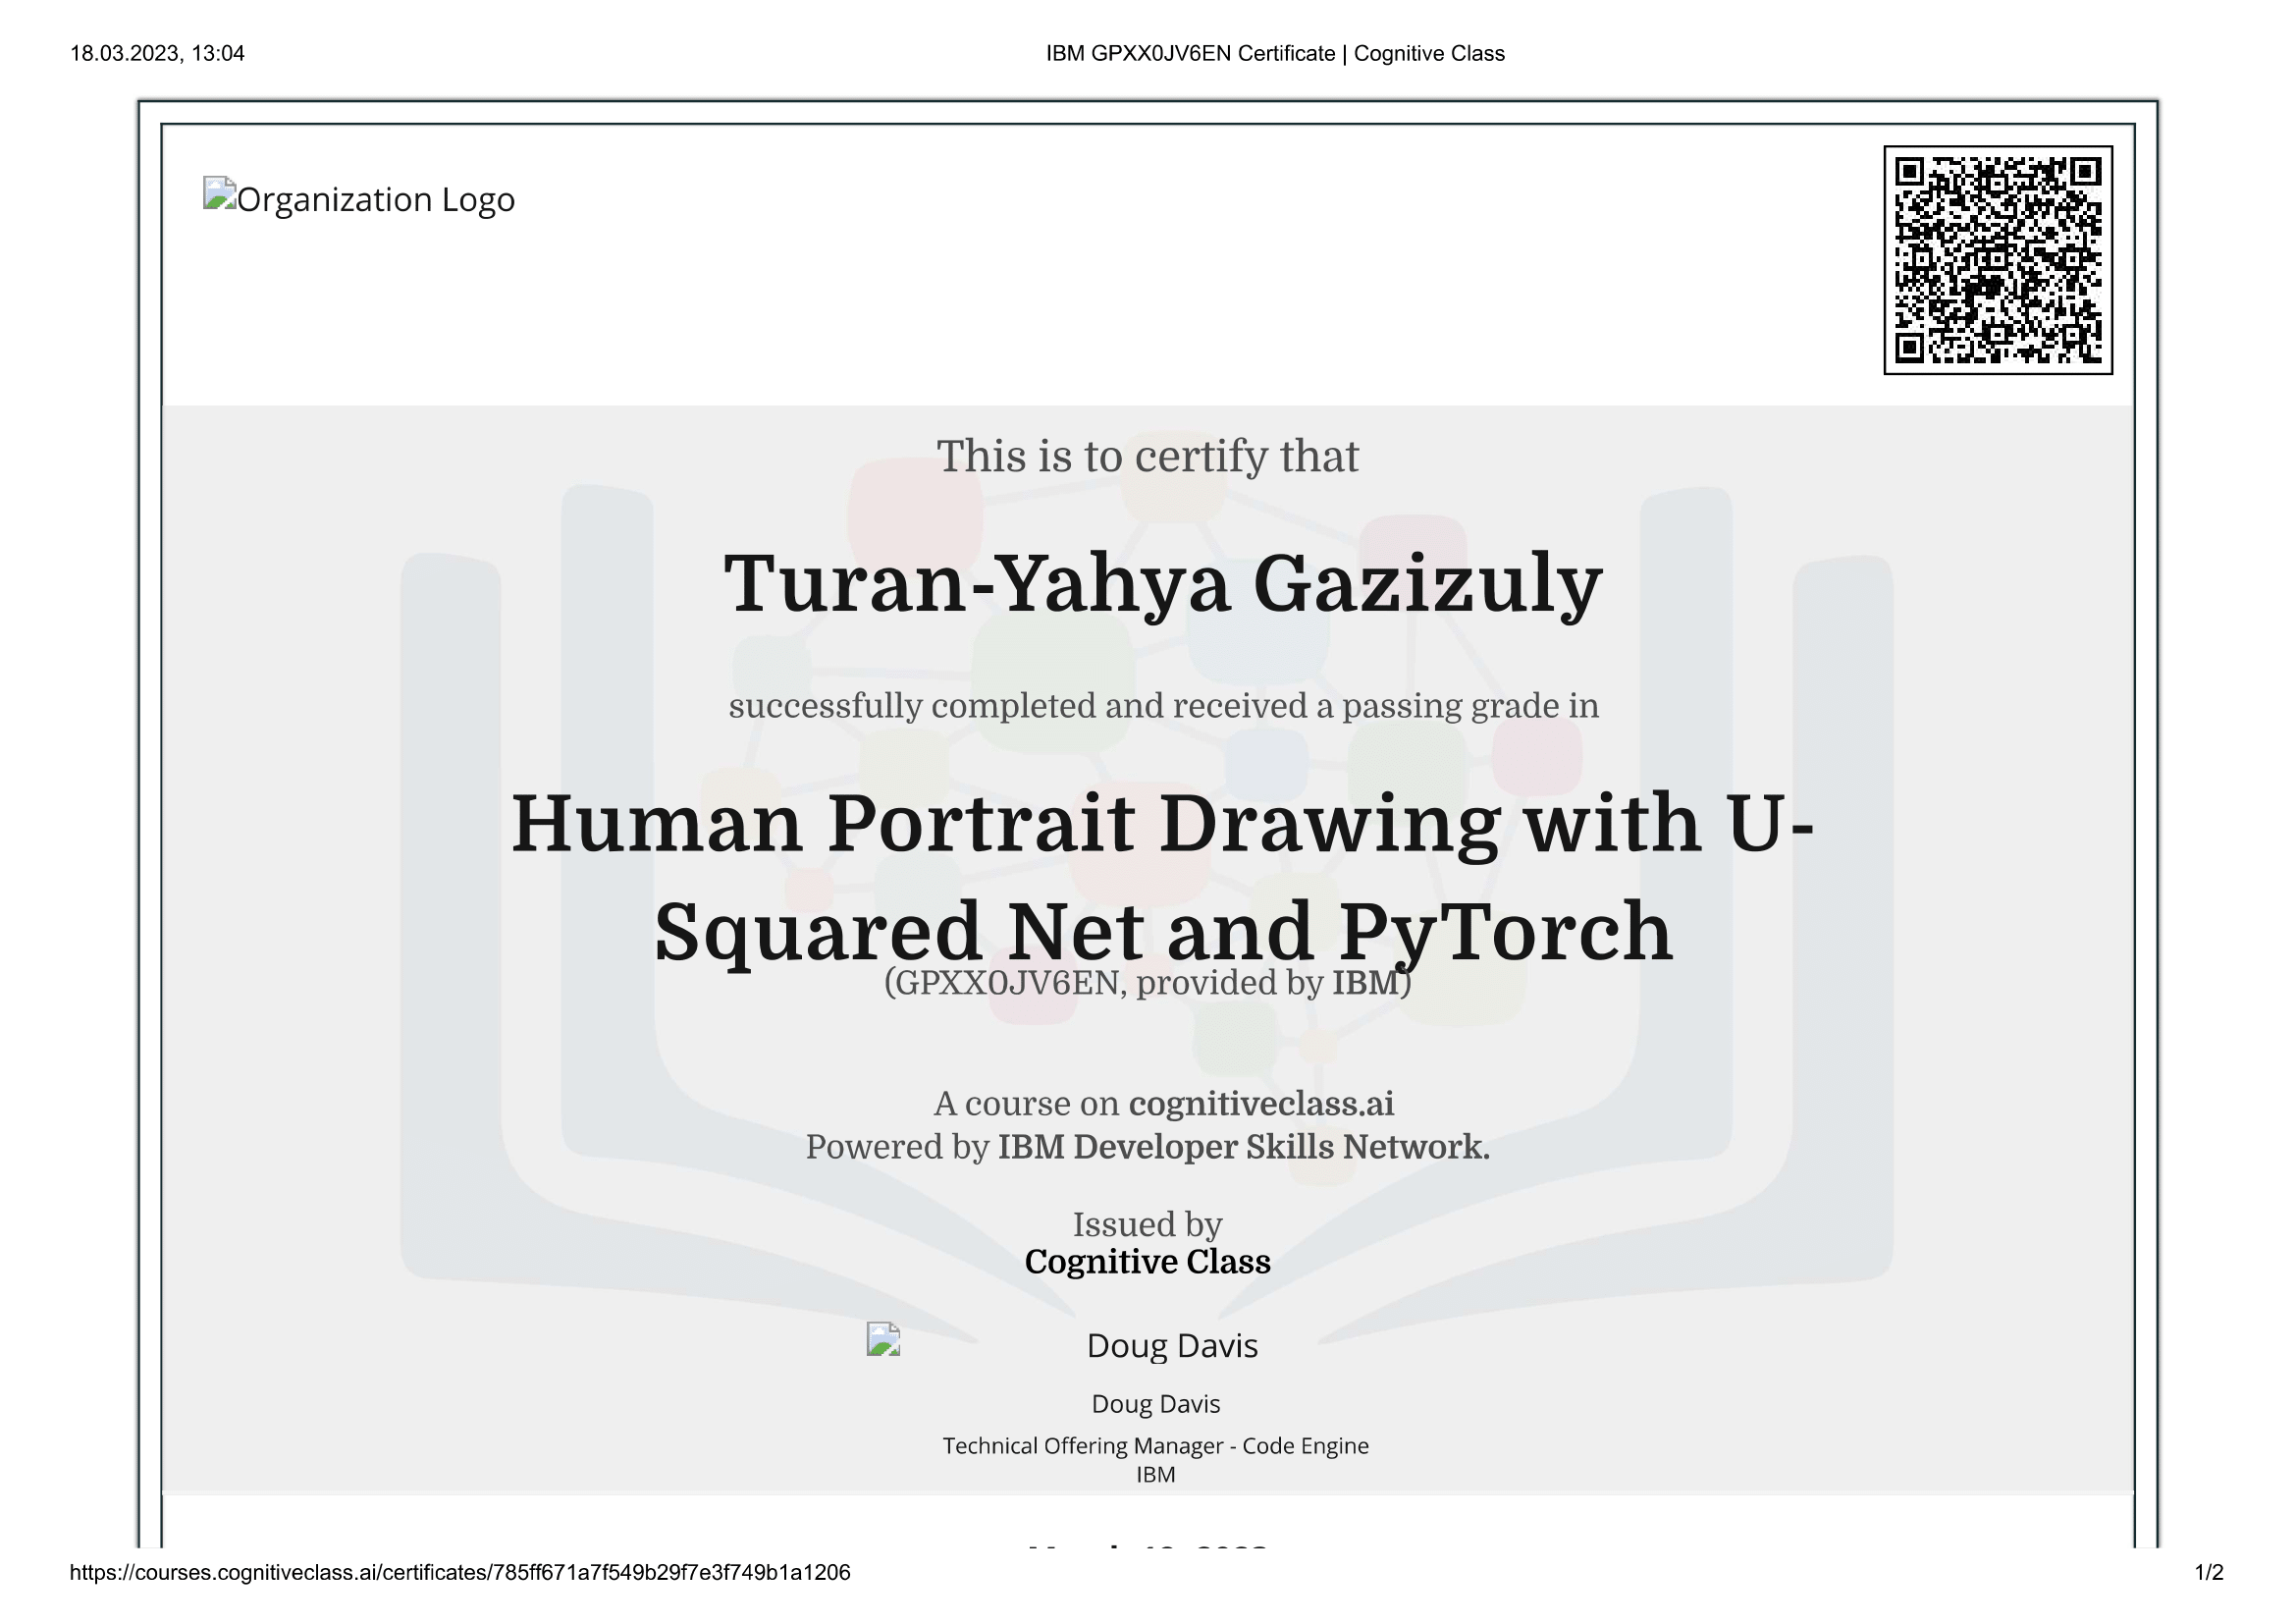 18.03.2023, 13:04
IBM GPXX0JV6EN Certificate | Cognitive Class
Organization Logo
This is to certify that
Turan-Yahya Gazizuly
successfully completed and received a passing grade in
Human Portrait Drawing with U-
Squared Net and PyTorch
(GPXX0JV6EN, provided by IBM)
A course on cognitiveclass.ai
Powered by IBM Developer Skills Network.
Issued by
Cognitive Class
Doug Davis
Doug Davis
Technical Offering Manager - Code Engine
IBM
https://courses.cognitiveclass.ai/certificates/785ff671a7f549b29f7e3f749b1a1206
1/2